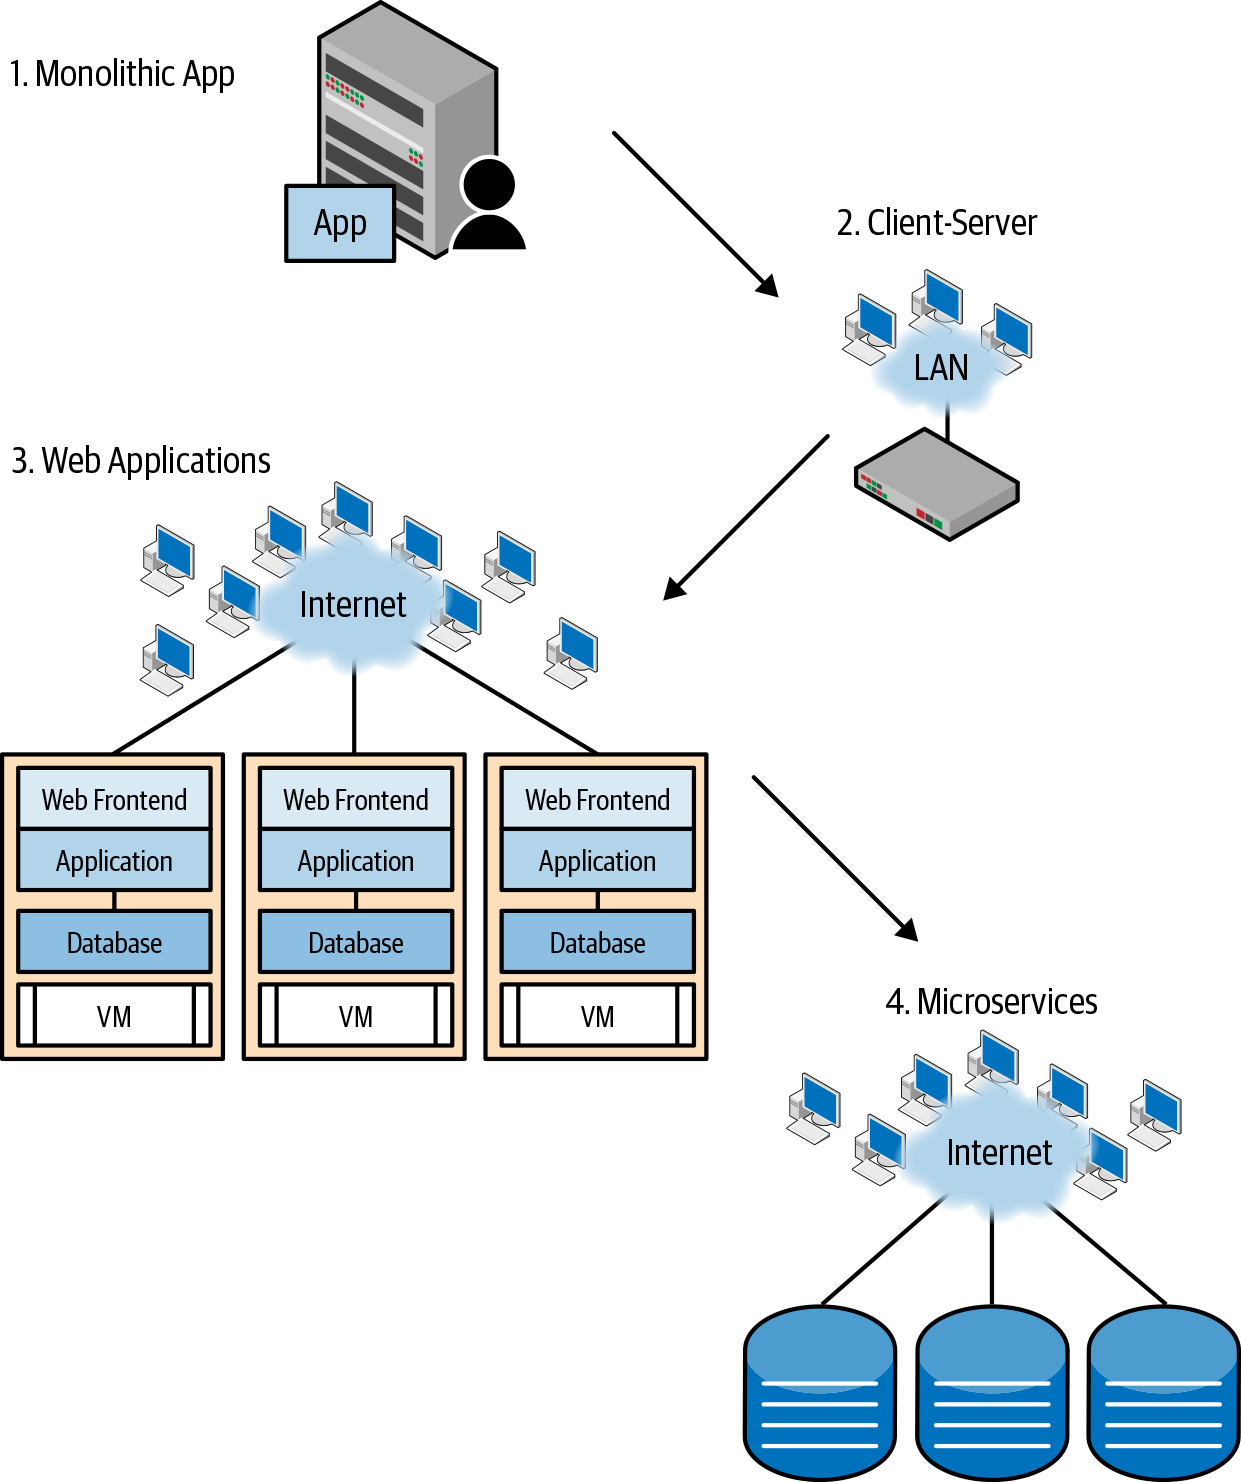 1. Monolithic App
App
2. Client-Server
LAN
3. Web Applications
Internet
Web Frontend
Application
Database
VM
Web Frontend
Application
Database
VM
Web Frontend
Application
Database
VM
4. Microservices
Internet